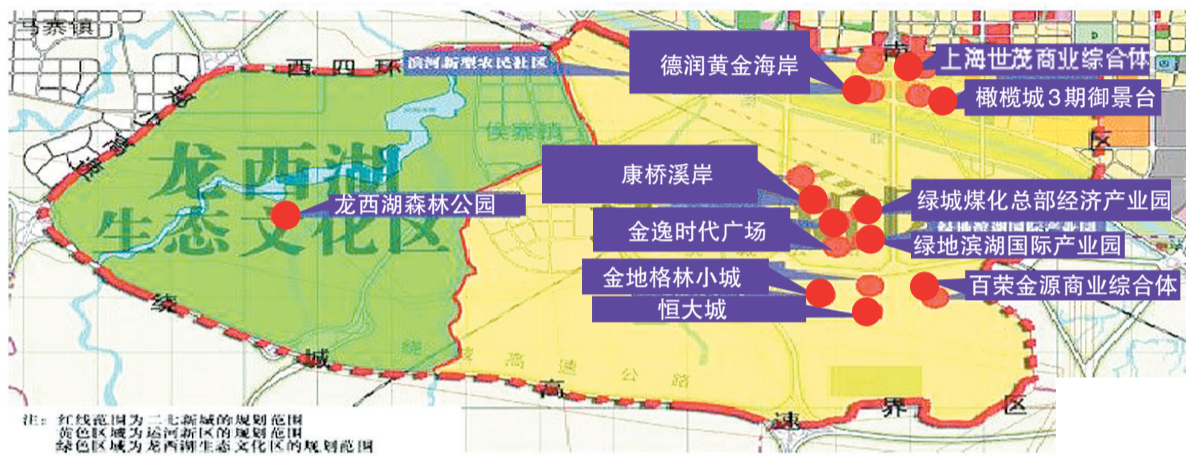 马寨镇
西四环
滨河新型农民社区
德润黄金海岸
南
上海世茂商业综合体
橄榄城3期御景台
区
侯寨镇
龙西湖
生态文化区
龙西湖森林公园
康桥溪岸
绿城煤化总部经济产业园
金逸时代广场
绿地滨湖国际产业园
金地格林小城
百荣金源商业综合体
恒大城
绕
城
高
速
界
区
绕城高速公路
注：红线范围为二七新城的规划范围
黄色区域为运河新区的规划范围
绿色区域为龙西湖生态文化区的规划范围